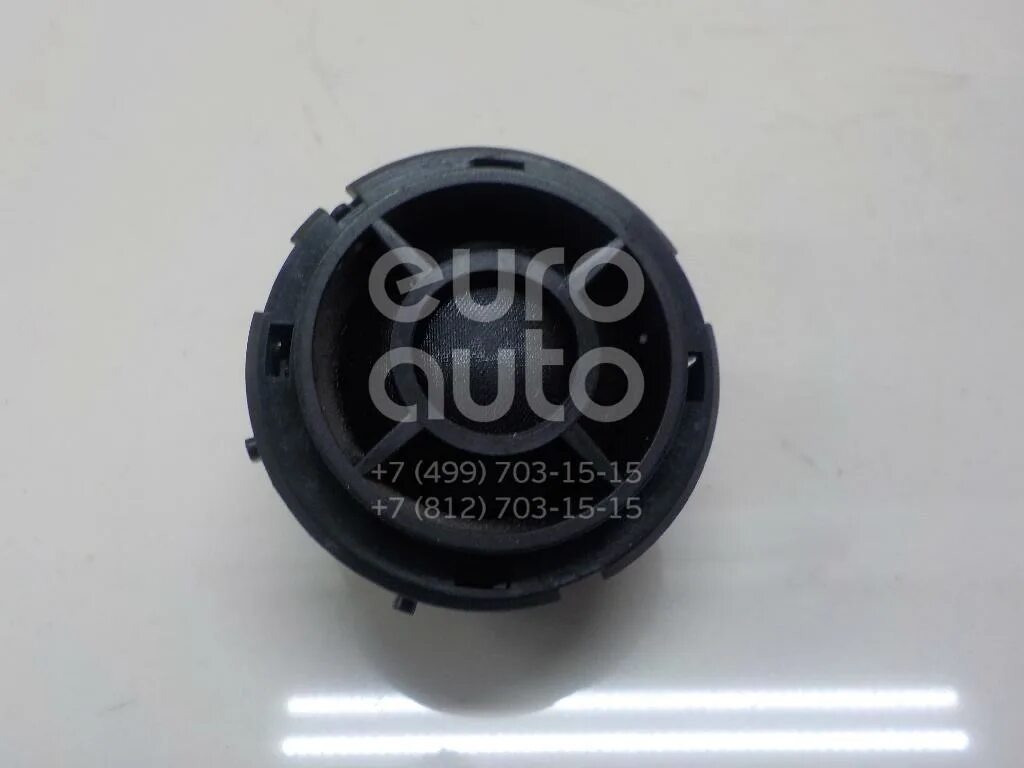 euro
auto
+7 (499) 703-15-15
+7 (812) 703-15-15